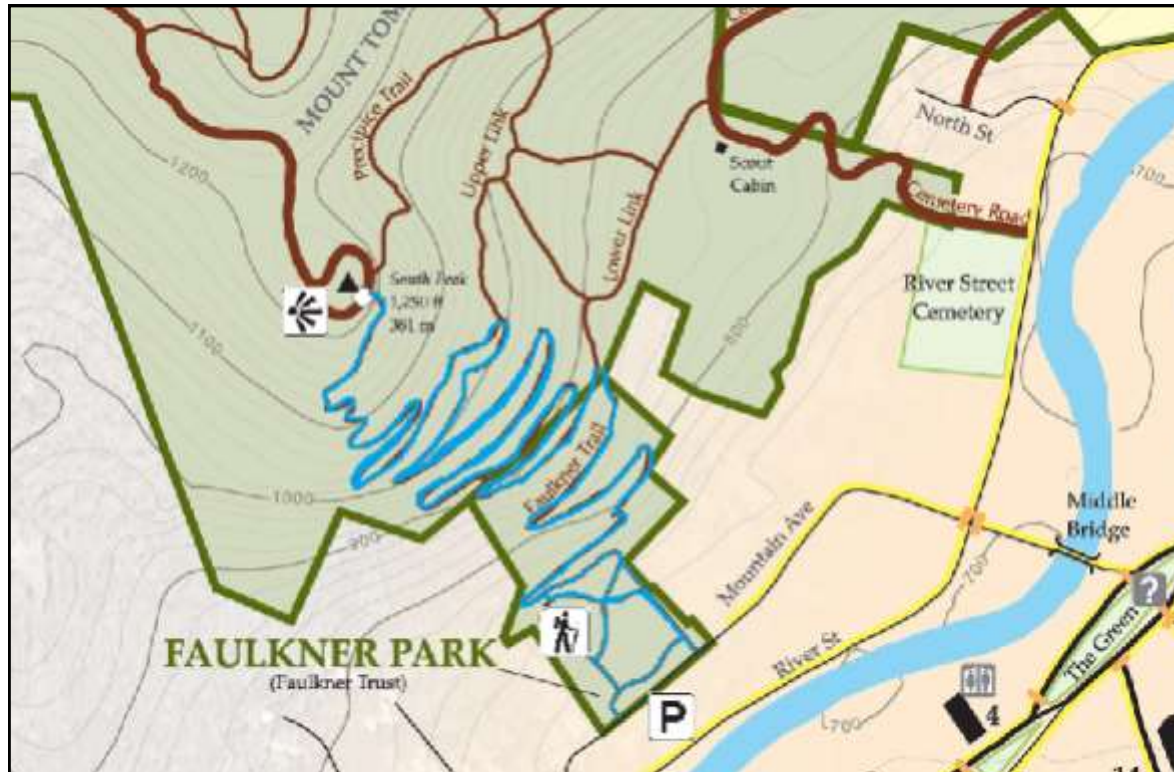 MOUNT TOM
Precipice Trail
Upper Link
Lower Link
1200
1100
1000
900
800
700
700
700
North St
Scout
Cabin
Cemetery Road
River Street
Cemetery
South Peak
1,250 ft
381 m
Faulkner Trail
Mountain Ave
Middle
Bridge
?
The Green
River St
FAULKNER PARK
(Faulkner Trust)
P
4